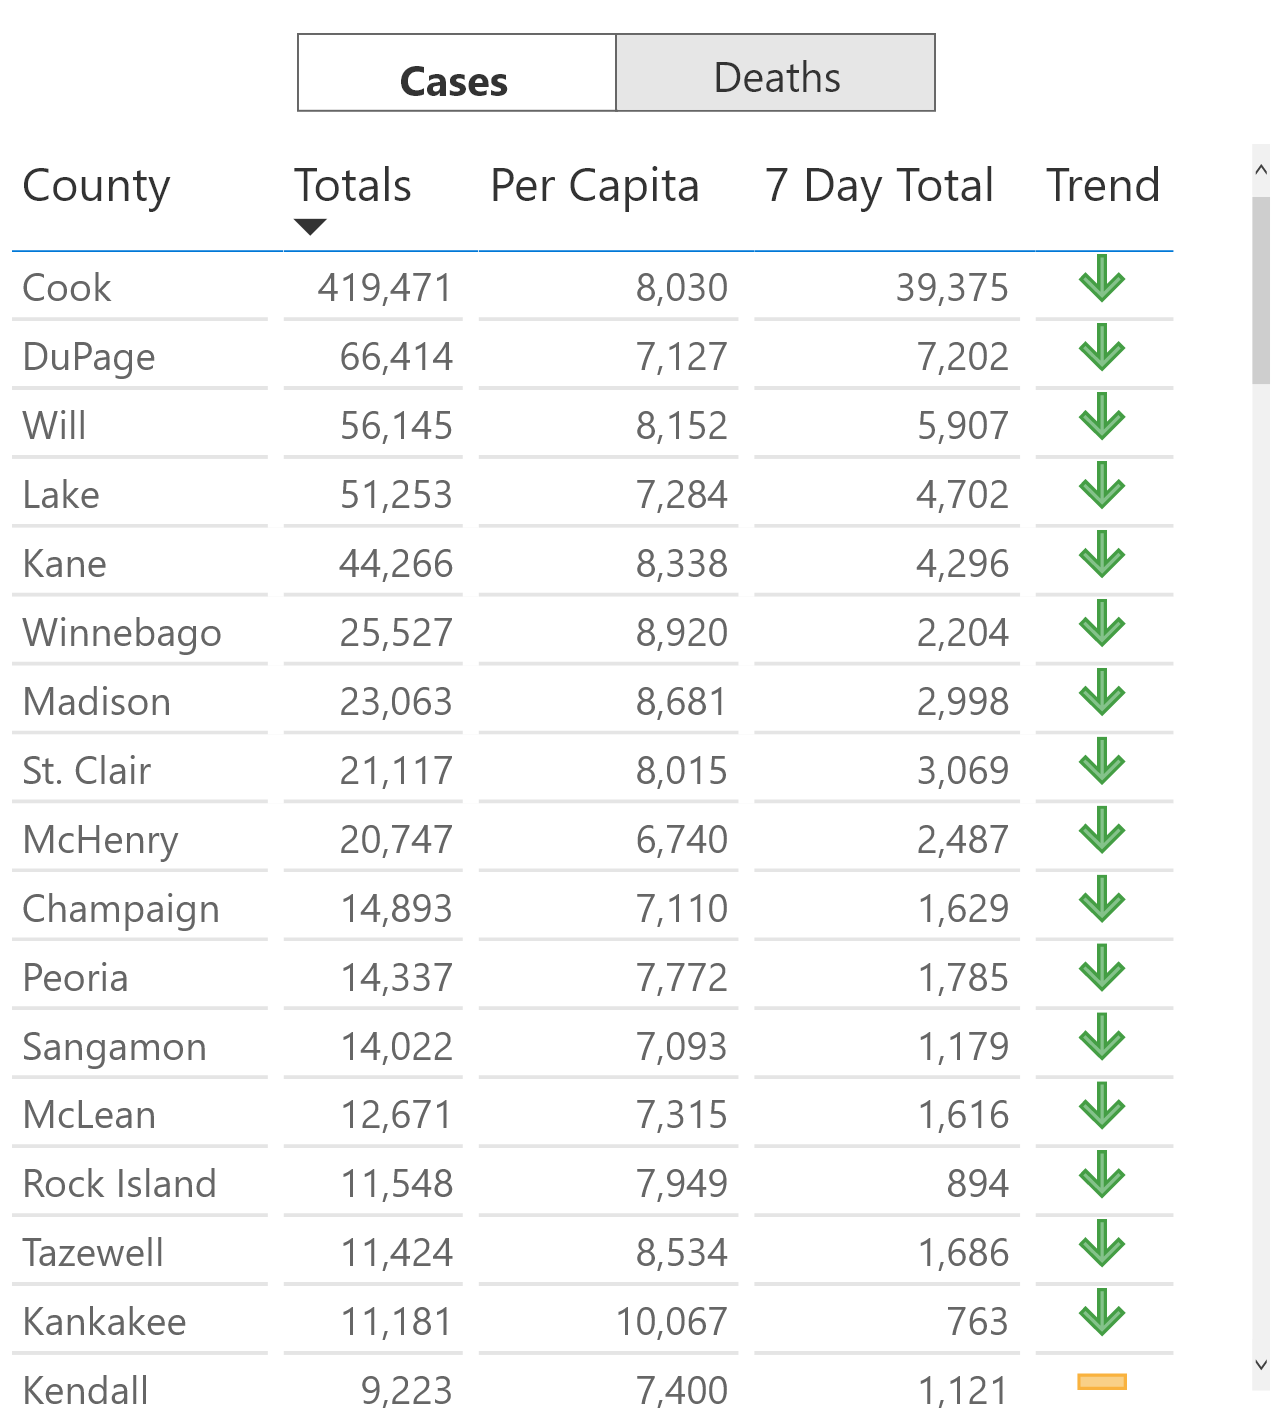 Cases Deaths
County Totals Per Capita 7 Day Total Trend
Cook 419,471 8,030 39,375
DuPage 66,414 7,127 7,202
Will 56,145 8,152 5,907
Lake 51,253 7,284 4,702
Kane 44,266 8,338 4,296
Winnebago 25,527 8,920 2,204
Madison 23,063 8,681 2,998
St. Clair 21,117 8,015 3,069
McHenry 20,747 6,740 2,487
Champaign 14,893 7,110 1,629
Peoria 14,337 7,772 1,785
Sangamon 14,022 7,093 1,179
McLean 12,671 7,315 1,616
Rock Island 11,548 7,949 894
Tazewell 11,424 8,534 1,686
Kankakee 11,181 10,067 763
Kendall 9,223 7,400 1,121